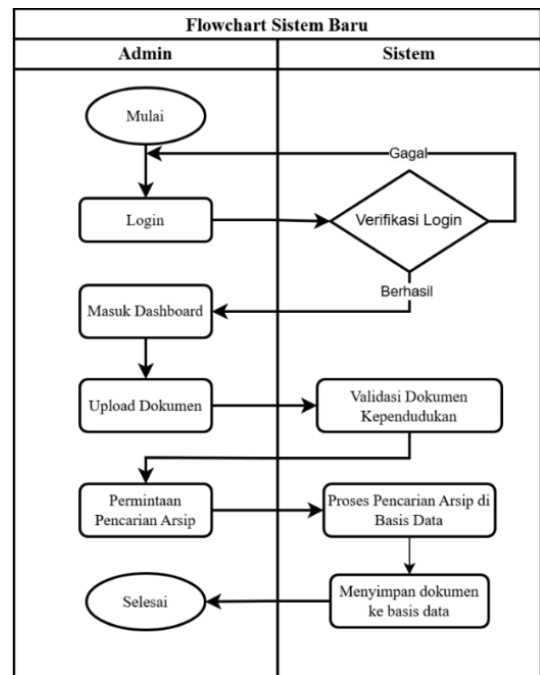 Flowchart Sistem Baru
Admin
Sistem
Mulai
Gagal
Login
Verifikasi Login
Berhasil
Masuk Dashboard
Upload Dokumen
Validasi Dokumen
Kependudukan
Permintaan
Pencarian Arsip
Proses Pencarian Arsip di
Basis Data
Selesai
Menyimpan dokumen
ke basis data